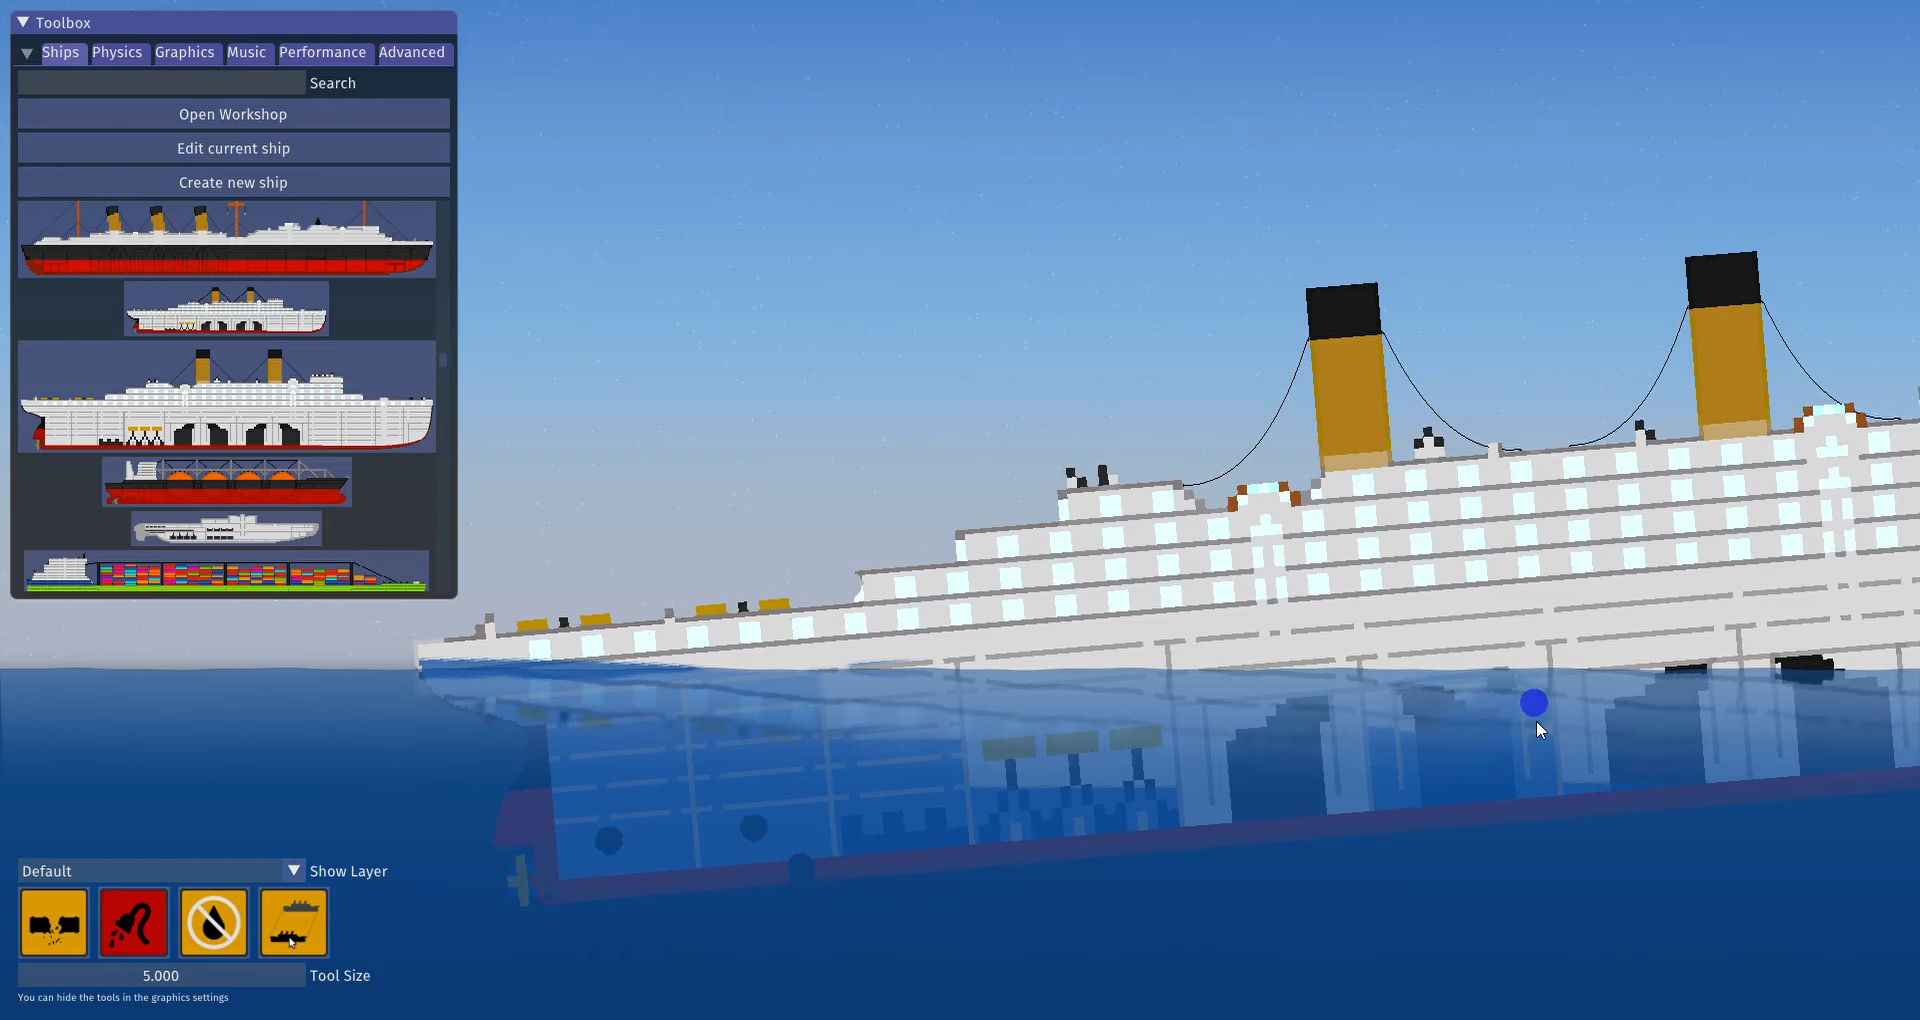 Toolbox
Ships Physics Graphics Music Performance Advanced
Search
Open Workshop
Edit current ship
Create new ship
Default
Show Layer
5.000
Tool Size
You can hide the tools in the graphics settings